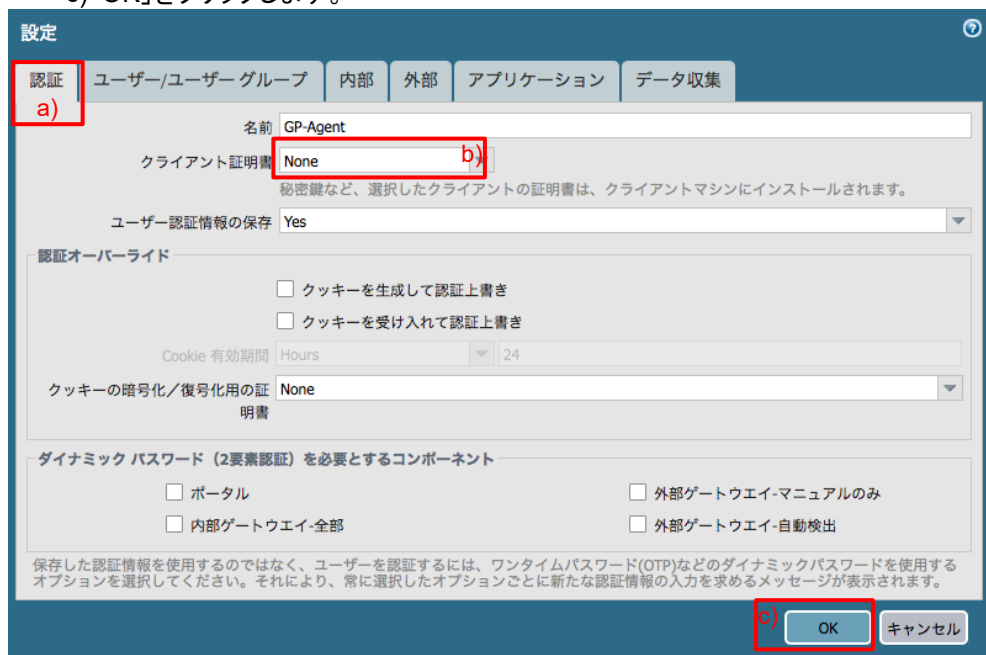 c) 「OK」をクリックします。
設定
認証 ユーザー/ユーザー グループ 内部 外部 アプリケーション データ収集
a)
名前 GP-Agent
クライアント証明書 None b)
秘密鍵など、選択したクライアントの証明書は、クライアントマシンにインストールされます。
ユーザー認証情報の保存 Yes
認証オーバーライド
クッキーを生成して認証上書き
クッキーを受け入れて認証上書き
Cookie 有効期間 Hours 24
クッキーの暗号化／復号化用の証 None
明書
ダイナミック パスワード（2要素認証）を必要とするコンポーネント
ポータル 外部ゲートウエイ-マニュアルのみ
内部ゲートウエイ-全部 外部ゲートウエイ-自動検出
保存した認証情報を使用するのではなく、ユーザーを認証するには、ワンタイムパスワード(OTP)などのダイナミックパスワードを使用する
オプションを選択してください。それにより、常に選択したオプションごとに新たな認証情報の入力を求めるメッセージが表示されます。
c) OK キャンセル